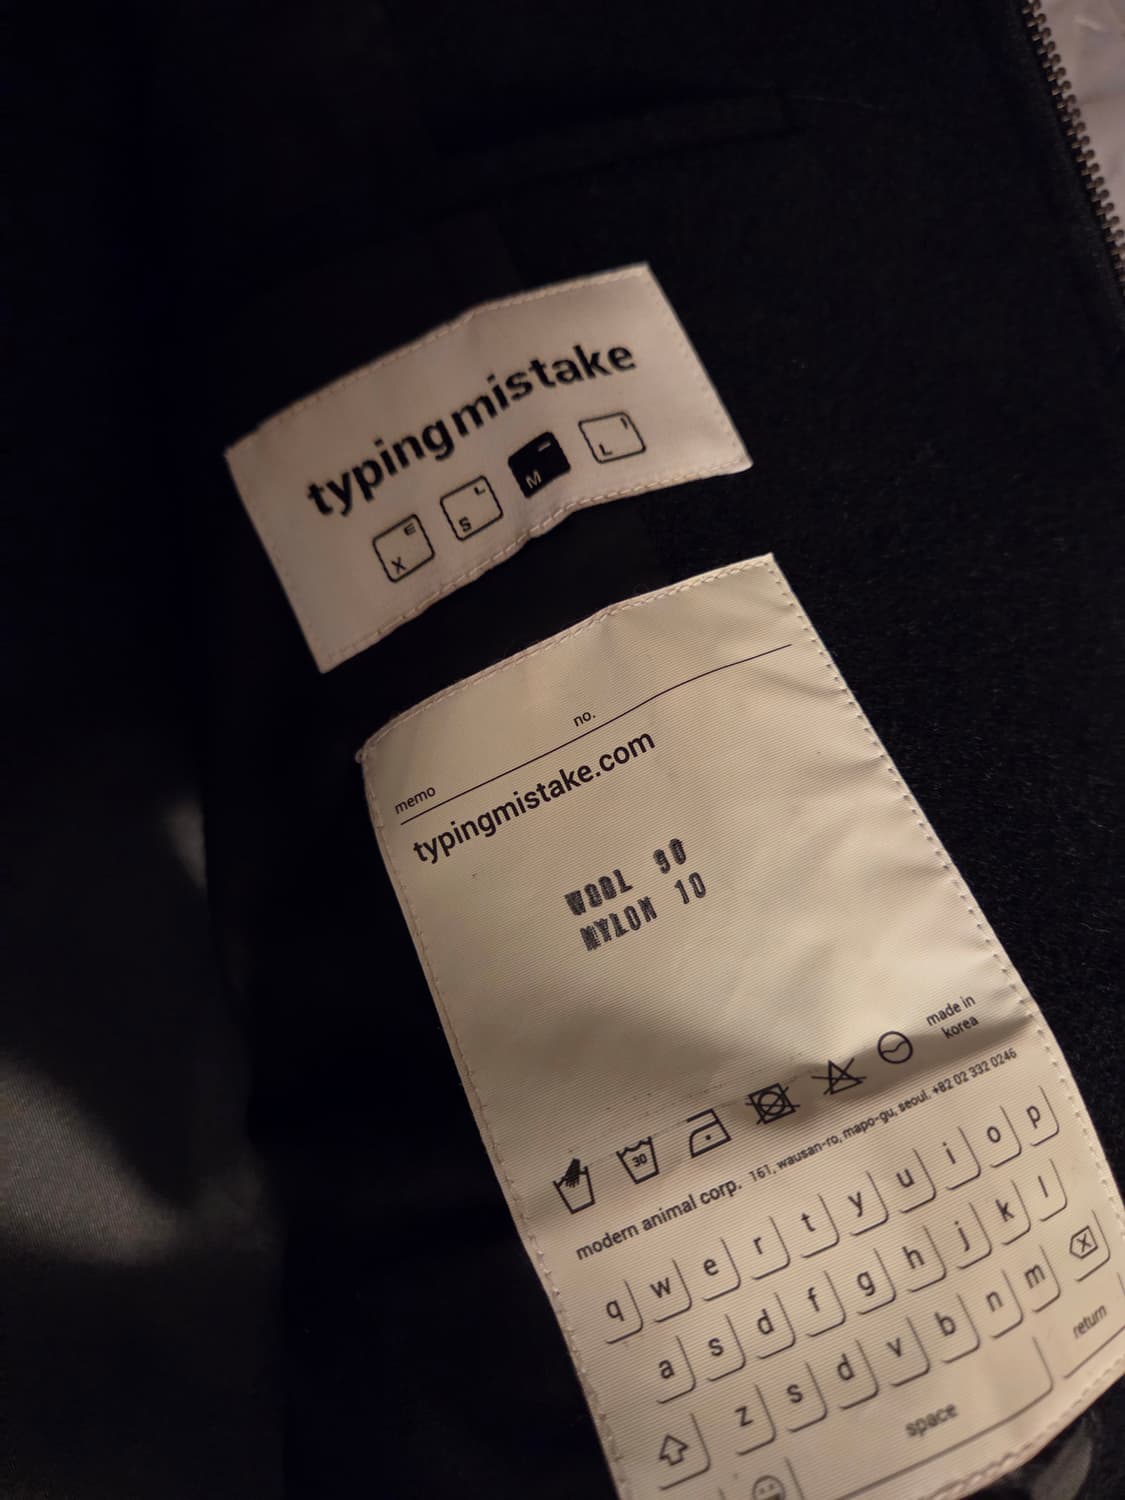 typingmistake
X ㅌ S ㄴ M ㅡ L ㅣ
memo no.
typingmistake.com
WOOL 90
NYLON 10
30
made in
korea
modern animal corp. 161, wausan-ro, mapo-gu, seoul. +82 02 332 0246
q w e r t y u i o p
a s d f g h j k l
z s d v b n m
space return